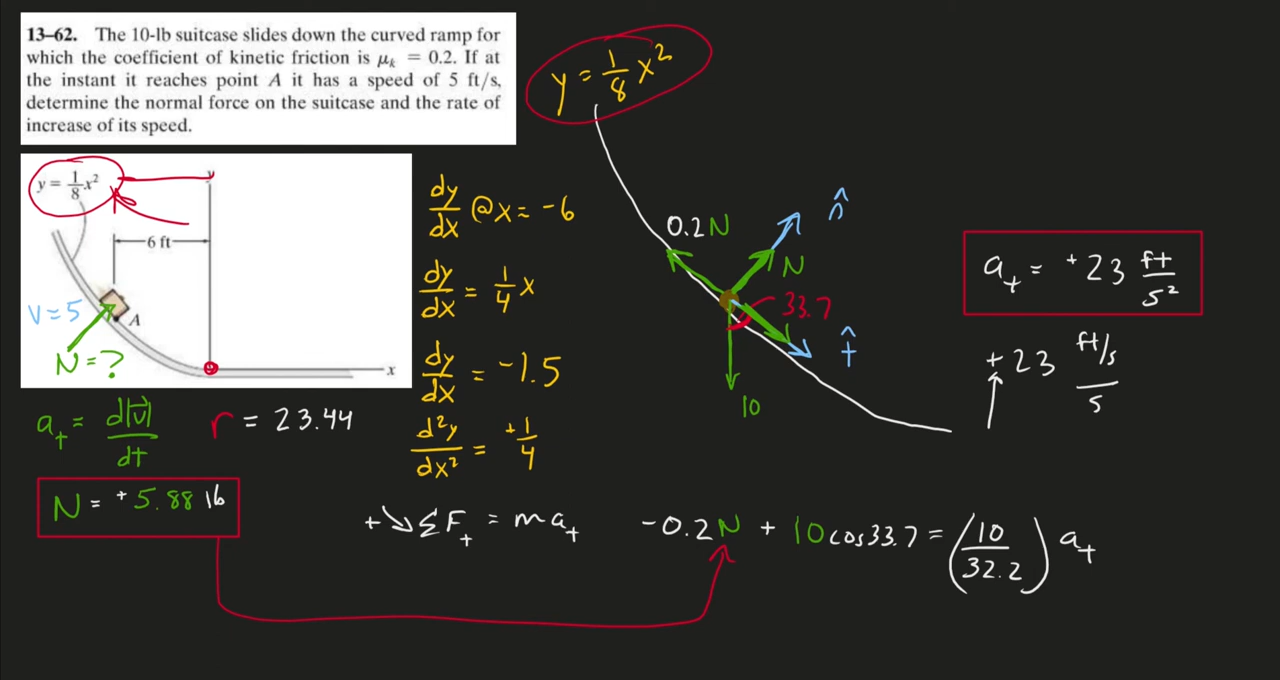 13–62. The 10-lb suitcase slides down the curved ramp for
which the coefficient of kinetic friction is μₖ = 0.2. If at
the instant it reaches point A it has a speed of 5 ft/s,
determine the normal force on the suitcase and the rate of
increase of its speed.
y = 1/8 x²
y = 1/8 x²
y
6 ft
V=5
A
N=?
x
dy/dx @x=-6
dy/dx = 1/4 x
dy/dx = -1.5
d²y/dx² = +1/4
0.2N
n̂
N
33.7
t̂
10
a_t = +23 ft/s²
+23 ft/s/s
a_t = d|v⃗|/dt
r = 23.44
N = +5.88 lb
+↘ΣF_t = ma_t
-0.2N + 10cos33.7 = (10/32.2) a_t